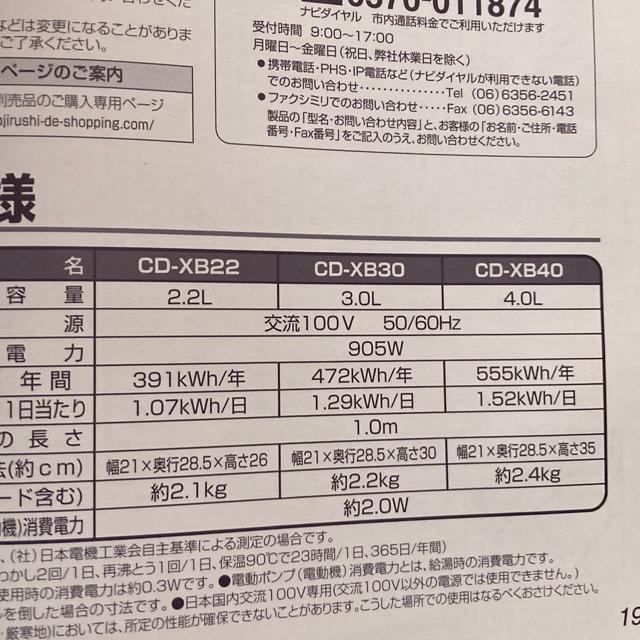 などは変更になることがありま
ご了承ください。
ページのご案内
別売品のご購入専用ページ
ojirushi-de-shopping.com/
0570-011874
ナビダイヤル 市内通話料金でご利用いただけます
受付時間 9:00〜17:00
月曜日〜金曜日(祝日、弊社休業日を除く)
●携帯電話・PHS・IP電話など(ナビダイヤルが利用できない電話)
でのお問い合わせ……………Tel (06)6356-2451
●ファクシミリでのお問い合わせ……Fax (06)6356-6143
製品の「型名・お問い合わせ内容」と、お客様の「お名前・ご住所・電話
番号・Fax番号」をご記入のうえ、お問い合わせください。
様
名 CD-XB22 CD-XB30 CD-XB40
容量 2.2L 3.0L 4.0L
源 交流100V 50/60Hz
電力 905W
年間 391kWh/年 472kWh/年 555kWh/年
1日当たり 1.07kWh/日 1.29kWh/日 1.52kWh/日
の長さ 1.0m
法(約cm) 幅21×奥行28.5×高さ26 幅21×奥行28.5×高さ30 幅21×奥行28.5×高さ35
ード含む) 約2.1kg 約2.2kg 約2.4kg
機)消費電力 約2.0W
、(社)日本電機工業会自主基準による測定の場合です。
わかし2回/1日、再沸とう1回/1日、保温90℃で23時間/1日、365日/年間)
使用時の消費電力は約0.3Wです。●電動ポンプ(電動機)消費電力とは、給湯時の消費電力です。
ルを倒した場合の寸法です。●日本国内交流100V専用(交流100V以外の電源では使用できません。)
・厳寒地)においては、所定の性能が確保できないことがあります。こうした場所での使用はなるべくおさけください。
19